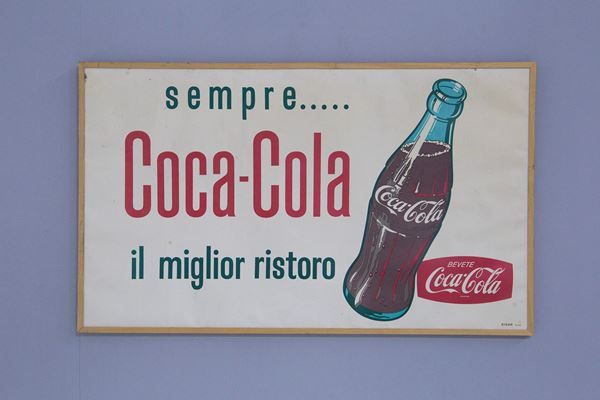 sempre.....
Coca-Cola
il miglior ristoro
Coca-Cola
BEVETE
Coca-Cola